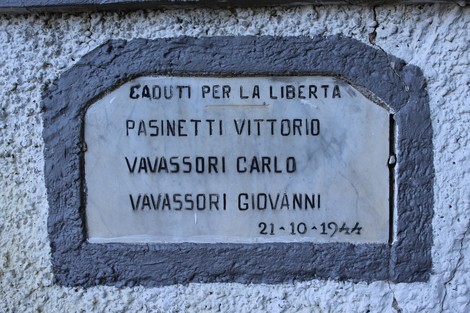 CADUTI PER LA LIBERTA
PASINETTI VITTORIO
VAVASSORI CARLO
VAVASSORI GIOVANNI
21-10-1944